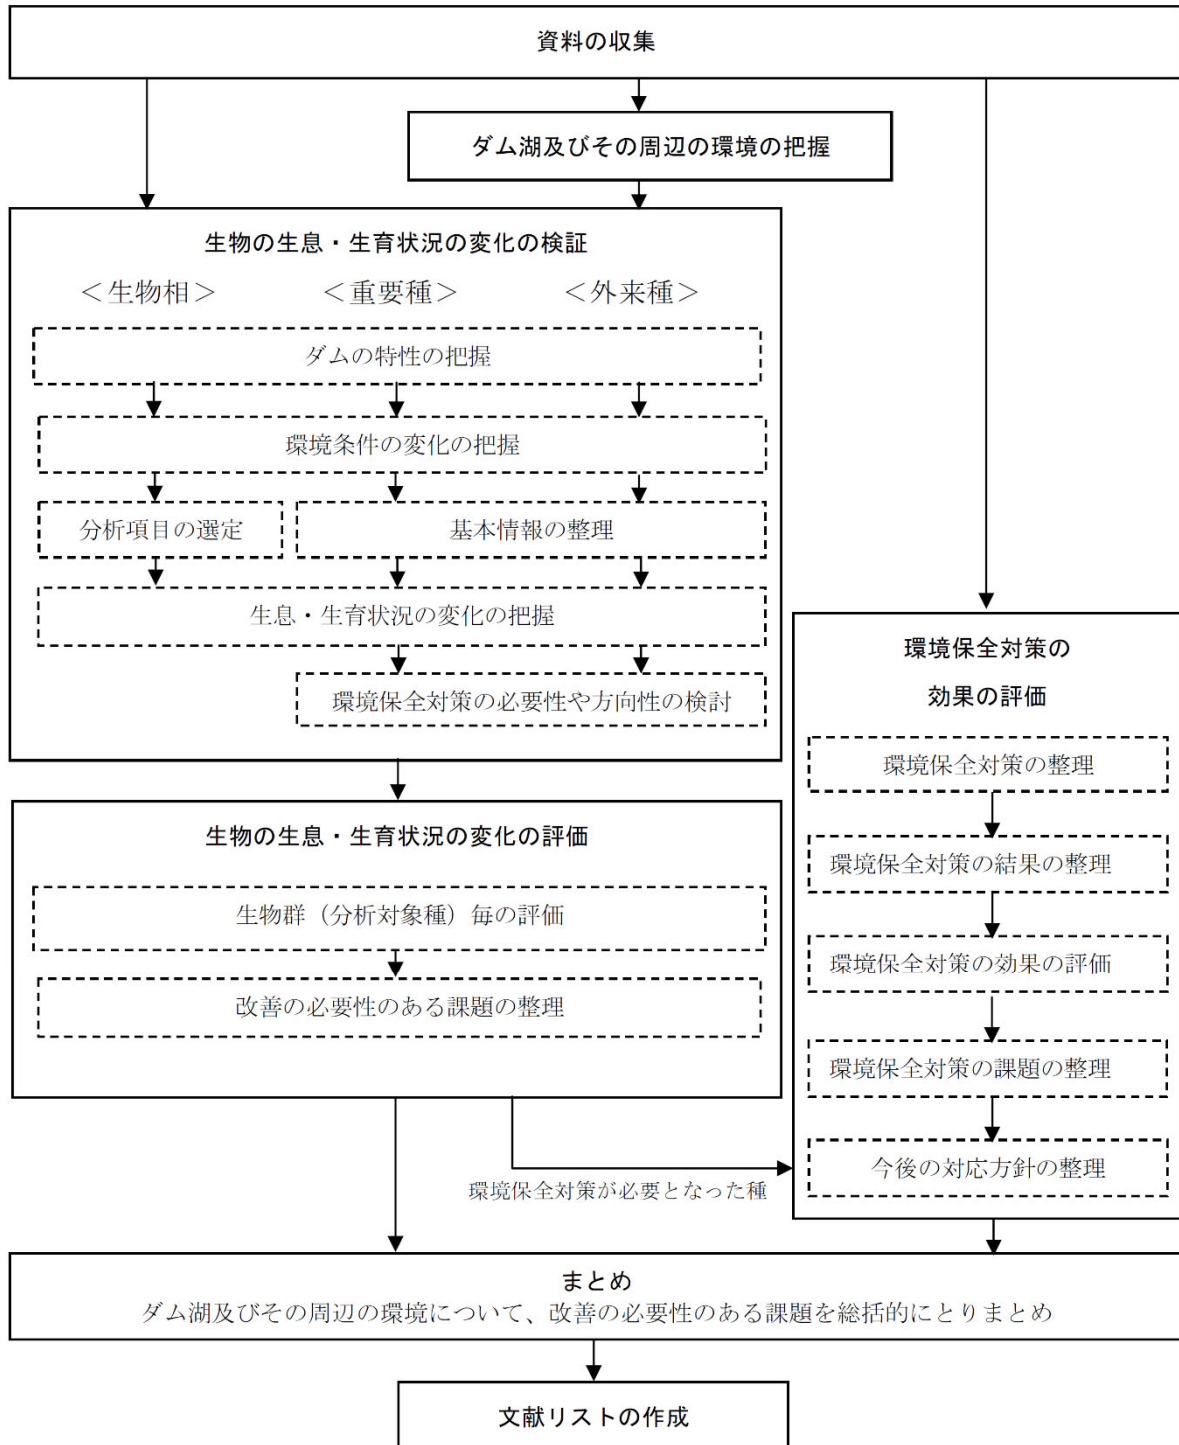 資料の収集
ダム湖及びその周辺の環境の把握
生物の生息・生育状況の変化の検証
＜生物相＞ ＜重要種＞ ＜外来種＞
ダムの特性の把握
環境条件の変化の把握
分析項目の選定 基本情報の整理
生息・生育状況の変化の把握
環境保全対策の必要性や方向性の検討
生物の生息・生育状況の変化の評価
生物群（分析対象種）毎の評価
改善の必要性のある課題の整理
環境保全対策の
効果の評価
環境保全対策の整理
環境保全対策の結果の整理
環境保全対策の効果の評価
環境保全対策の課題の整理
今後の対応方針の整理
環境保全対策が必要となった種
まとめ
ダム湖及びその周辺の環境について、改善の必要性のある課題を総括的にとりまとめ
文献リストの作成